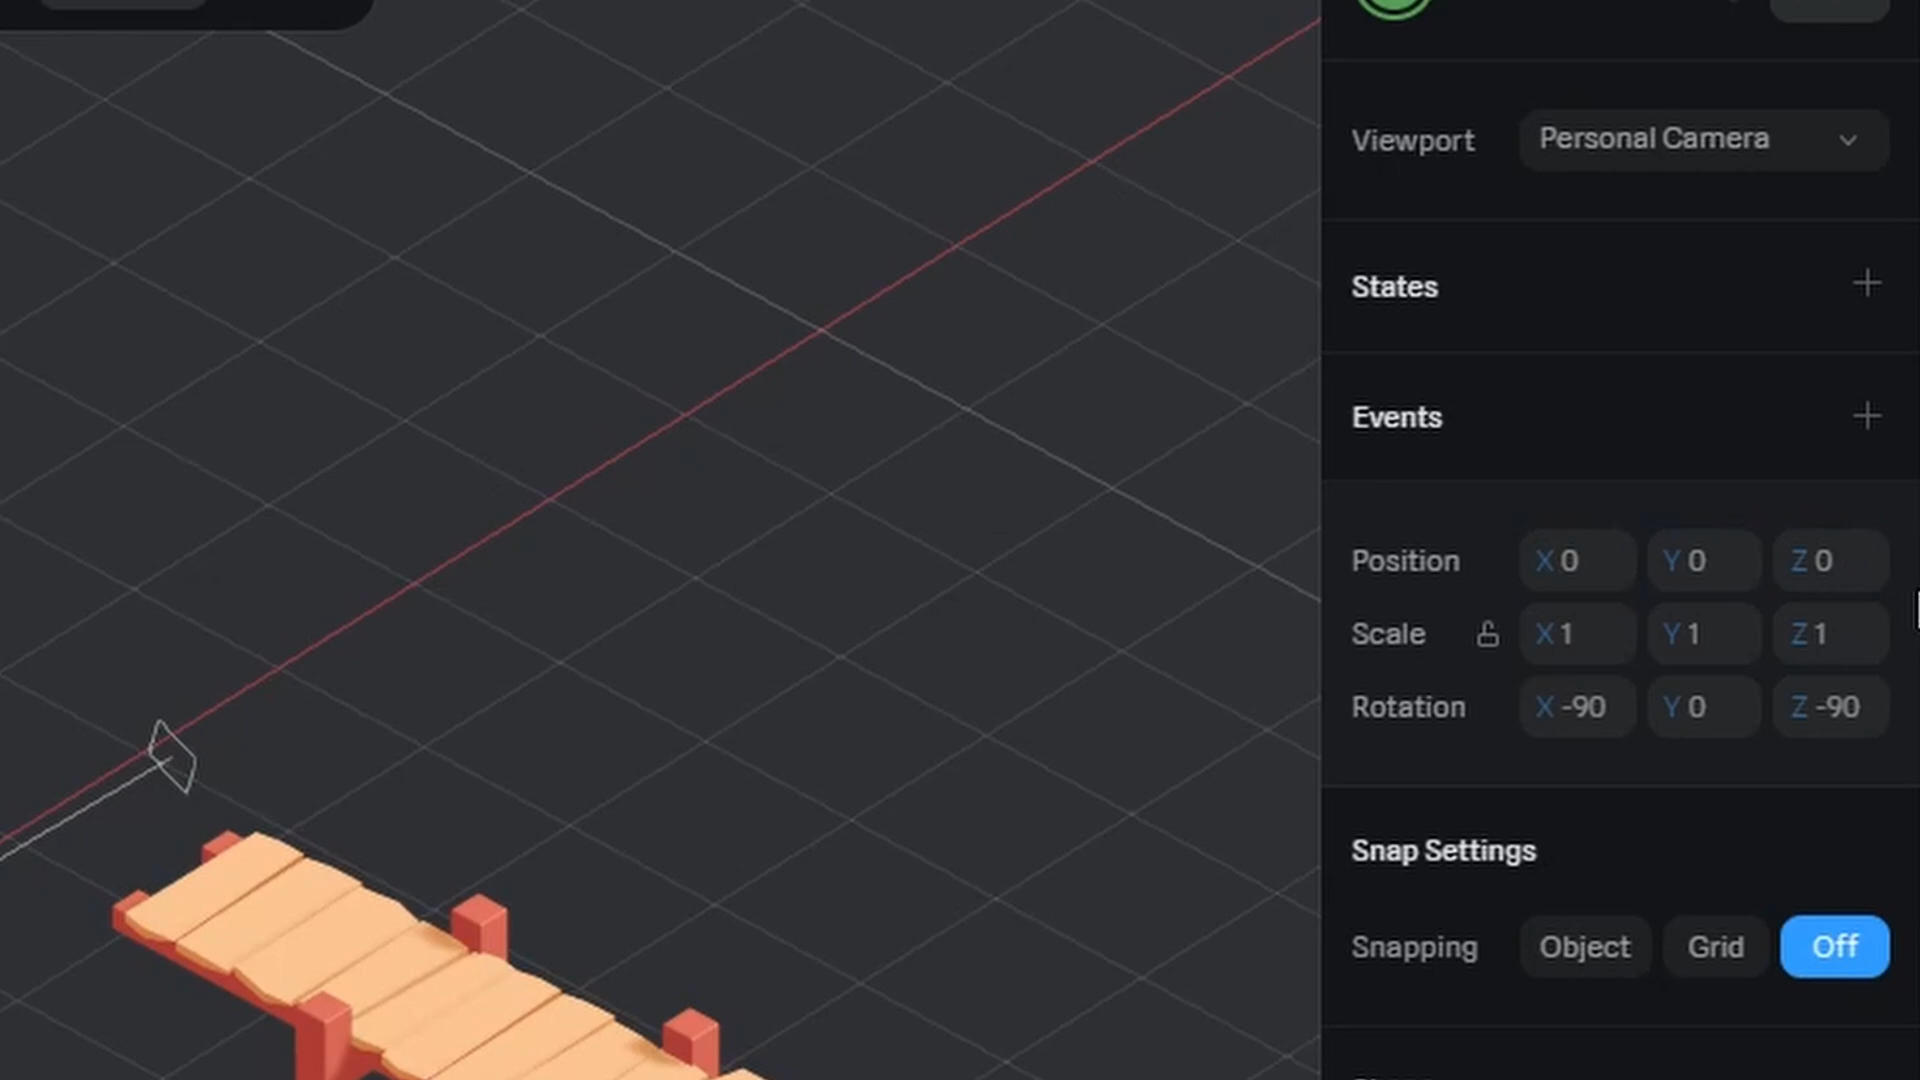 Viewport Personal Camera
States
Events
Position X 0 Y 0 Z 0
Scale X 1 Y 1 Z 1
Rotation X -90 Y 0 Z -90
Snap Settings
Snapping Object Grid Off